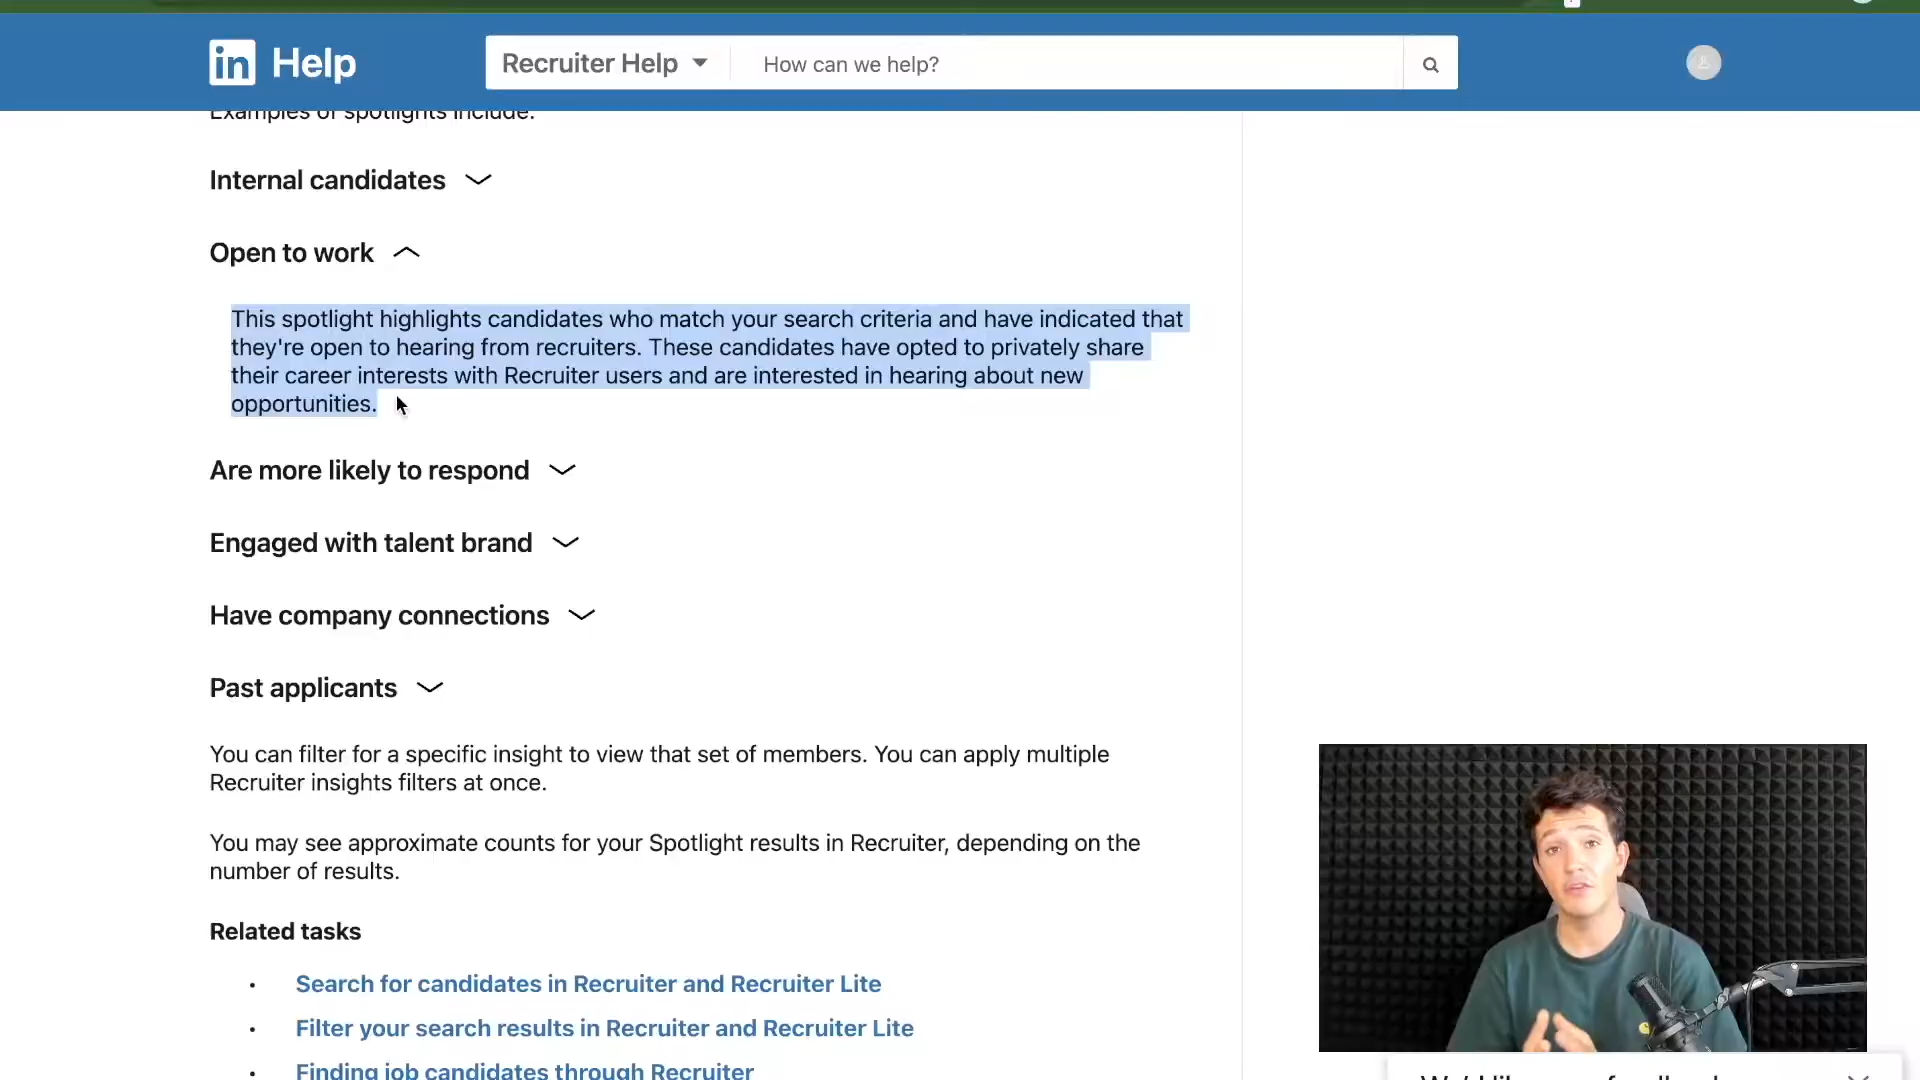 in Help
Recruiter Help
How can we help?
Examples of spotlights include:
Internal candidates
Open to work
This spotlight highlights candidates who match your search criteria and have indicated that
they're open to hearing from recruiters. These candidates have opted to privately share
their career interests with Recruiter users and are interested in hearing about new
opportunities.
Are more likely to respond
Engaged with talent brand
Have company connections
Past applicants
You can filter for a specific insight to view that set of members. You can apply multiple
Recruiter insights filters at once.
You may see approximate counts for your Spotlight results in Recruiter, depending on the
number of results.
Related tasks
• Search for candidates in Recruiter and Recruiter Lite
• Filter your search results in Recruiter and Recruiter Lite
• Finding job candidates through Recruiter